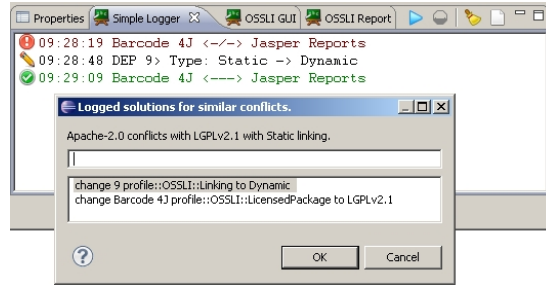 Properties Simple Logger OSSLI GUI OSSLI Report
09:28:19 Barcode 4J <-/-> Jasper Reports
09:28:48 DEP 9> Type: Static -> Dynamic
09:29:09 Barcode 4J <---> Jasper Reports
Logged solutions for similar conflicts.
Apache-2.0 conflicts with LGPLv2.1 with Static linking.
change 9 profile::OSSLI::Linking to Dynamic
change Barcode 4J profile::OSSLI::LicensedPackage to LGPLv2.1
? OK Cancel